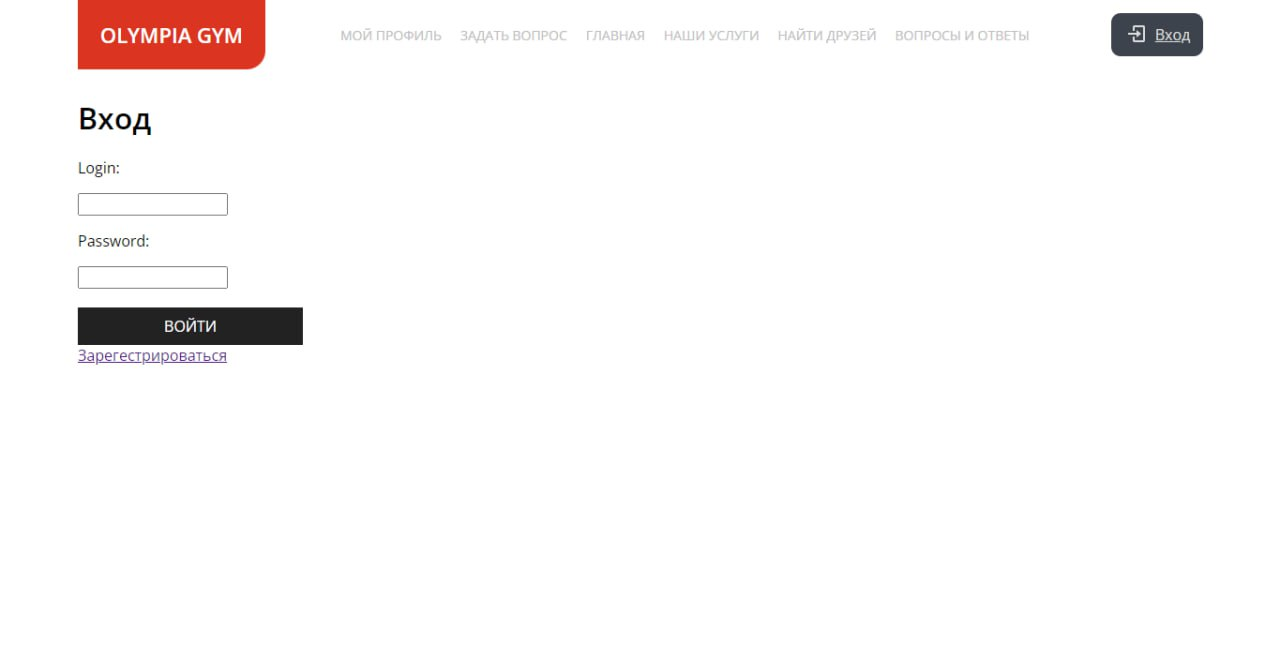 OLYMPIA GYM
МОЙ ПРОФИЛЬ ЗАДАТЬ ВОПРОС ГЛАВНАЯ НАШИ УСЛУГИ НАЙТИ ДРУЗЕЙ ВОПРОСЫ И ОТВЕТЫ
Вход
Вход
Login:
Password:
ВОЙТИ
Зарегестрироваться